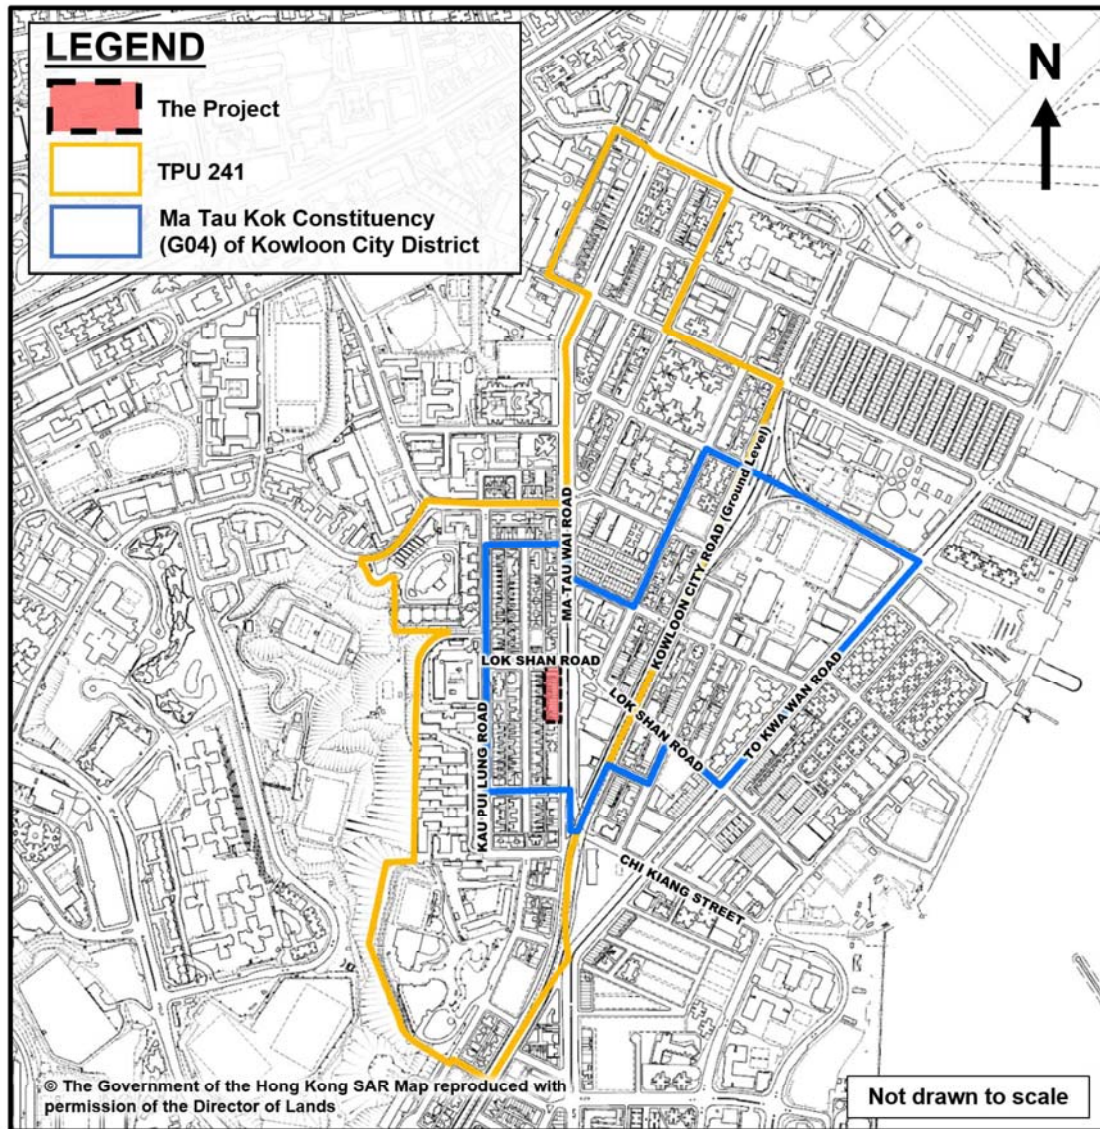 LEGEND
The Project
TPU 241
Ma Tau Kok Constituency
(G04) of Kowloon City District
N
MA TAU WAI ROAD
KOWLOON CITY ROAD (Ground Level)
LOK SHAN ROAD
LOK SHAN ROAD
TO KWA WAN ROAD
KAU PUI LUNG ROAD
CHI KIANG STREET
© The Government of the Hong Kong SAR Map reproduced with
permission of the Director of Lands
Not drawn to scale